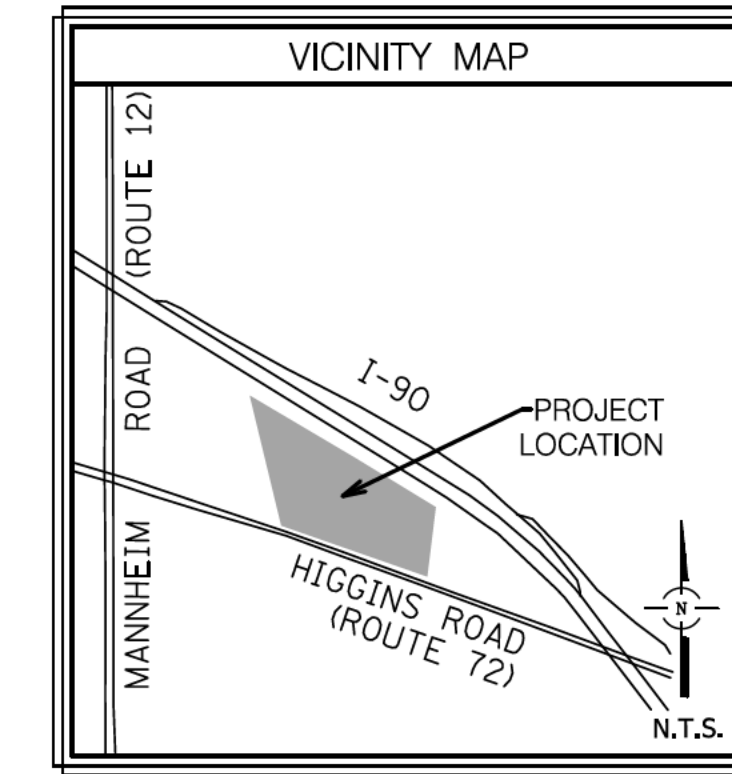 VICINITY MAP
MANNHEIM ROAD (ROUTE 12)
I-90
PROJECT
LOCATION
HIGGINS ROAD
(ROUTE 72)
N
N.T.S.